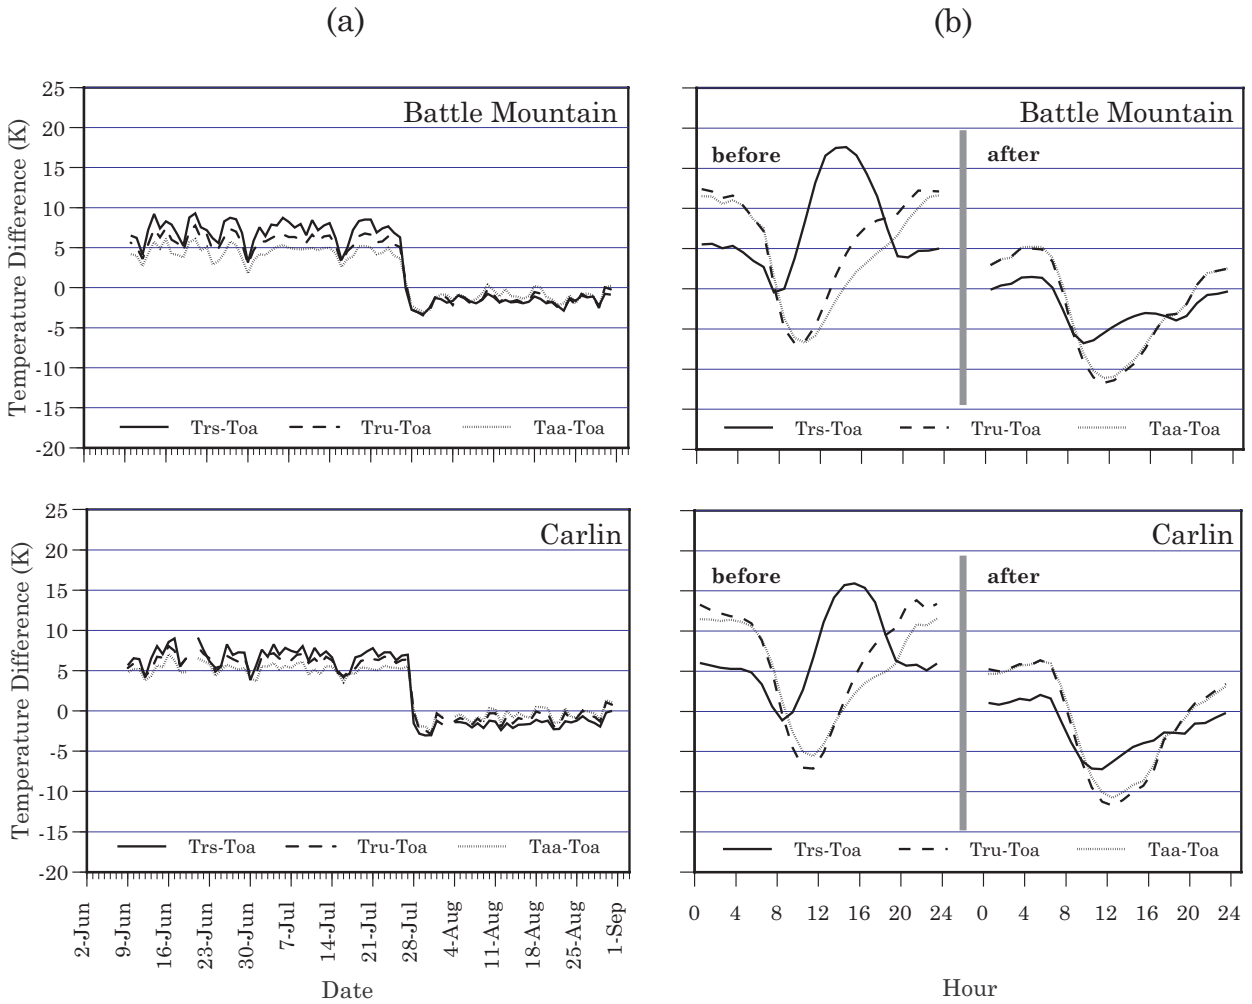 (a)
(b)
Temperature Difference (K)
25
20
15
10
5
0
-5
-10
-15
-20
Battle Mountain
Trs-Toa Tru-Toa Taa-Toa
Battle Mountain
before after
Trs-Toa Tru-Toa Taa-Toa
Temperature Difference (K)
25
20
15
10
5
0
-5
-10
-15
-20
Carlin
Trs-Toa Tru-Toa Taa-Toa
2-Jun
9-Jun
16-Jun
23-Jun
30-Jun
7-Jul
14-Jul
21-Jul
28-Jul
4-Aug
11-Aug
18-Aug
25-Aug
1-Sep
Date
Carlin
before after
Trs-Toa Tru-Toa Taa-Toa
0 4 8 12 16 20 24 0 4 8 12 16 20 24
Hour